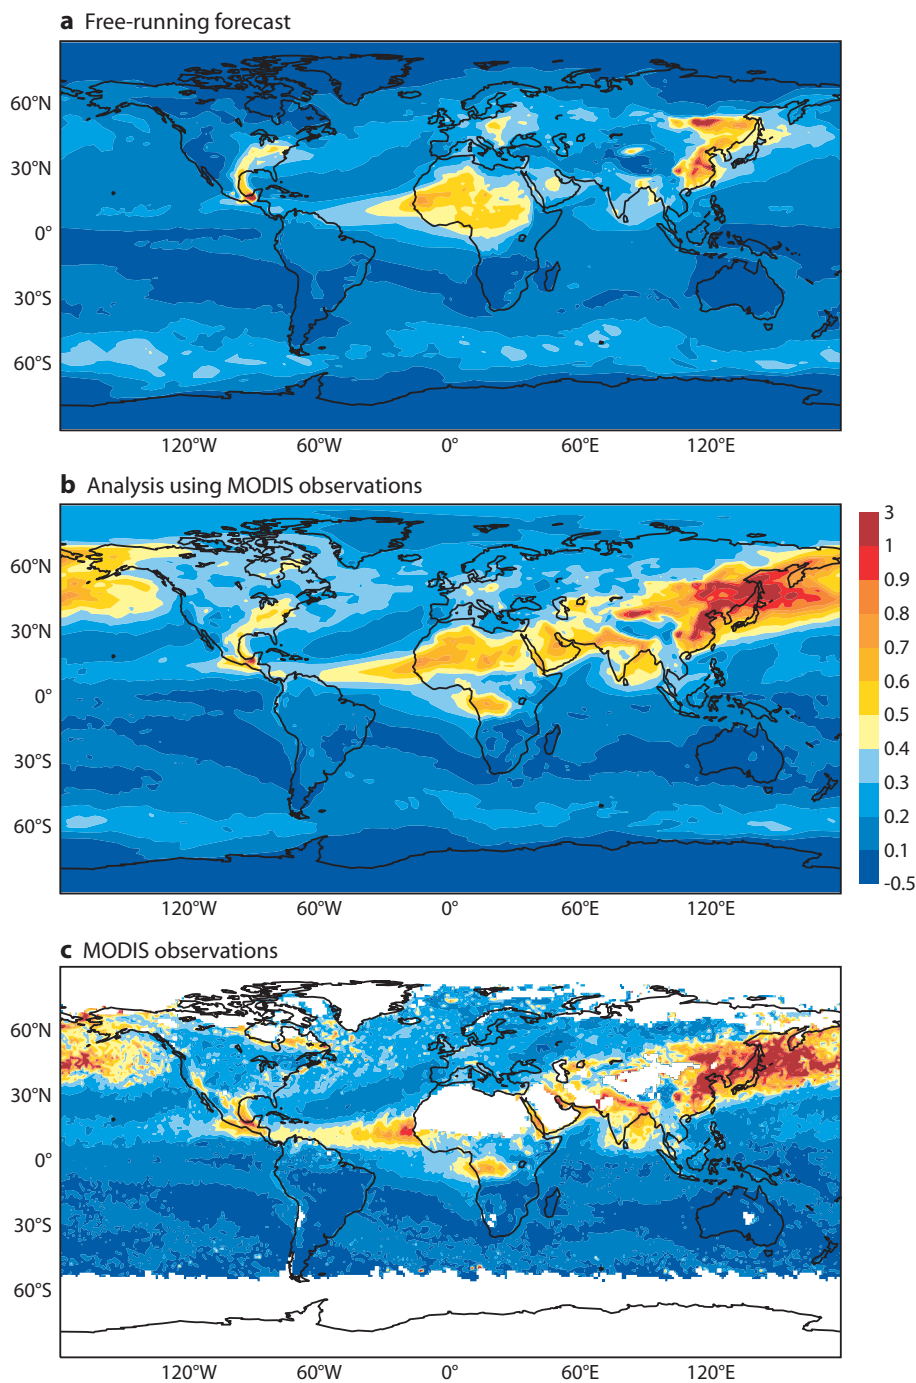 a Free-running forecast
60°N
30°N
0°
30°S
60°S
120°W 60°W 0° 60°E 120°E
b Analysis using MODIS observations
60°N
30°N
0°
30°S
60°S
120°W 60°W 0° 60°E 120°E
3
1
0.9
0.8
0.7
0.6
0.5
0.4
0.3
0.2
0.1
-0.5
c MODIS observations
60°N
30°N
0°
30°S
60°S
120°W 60°W 0° 60°E 120°E